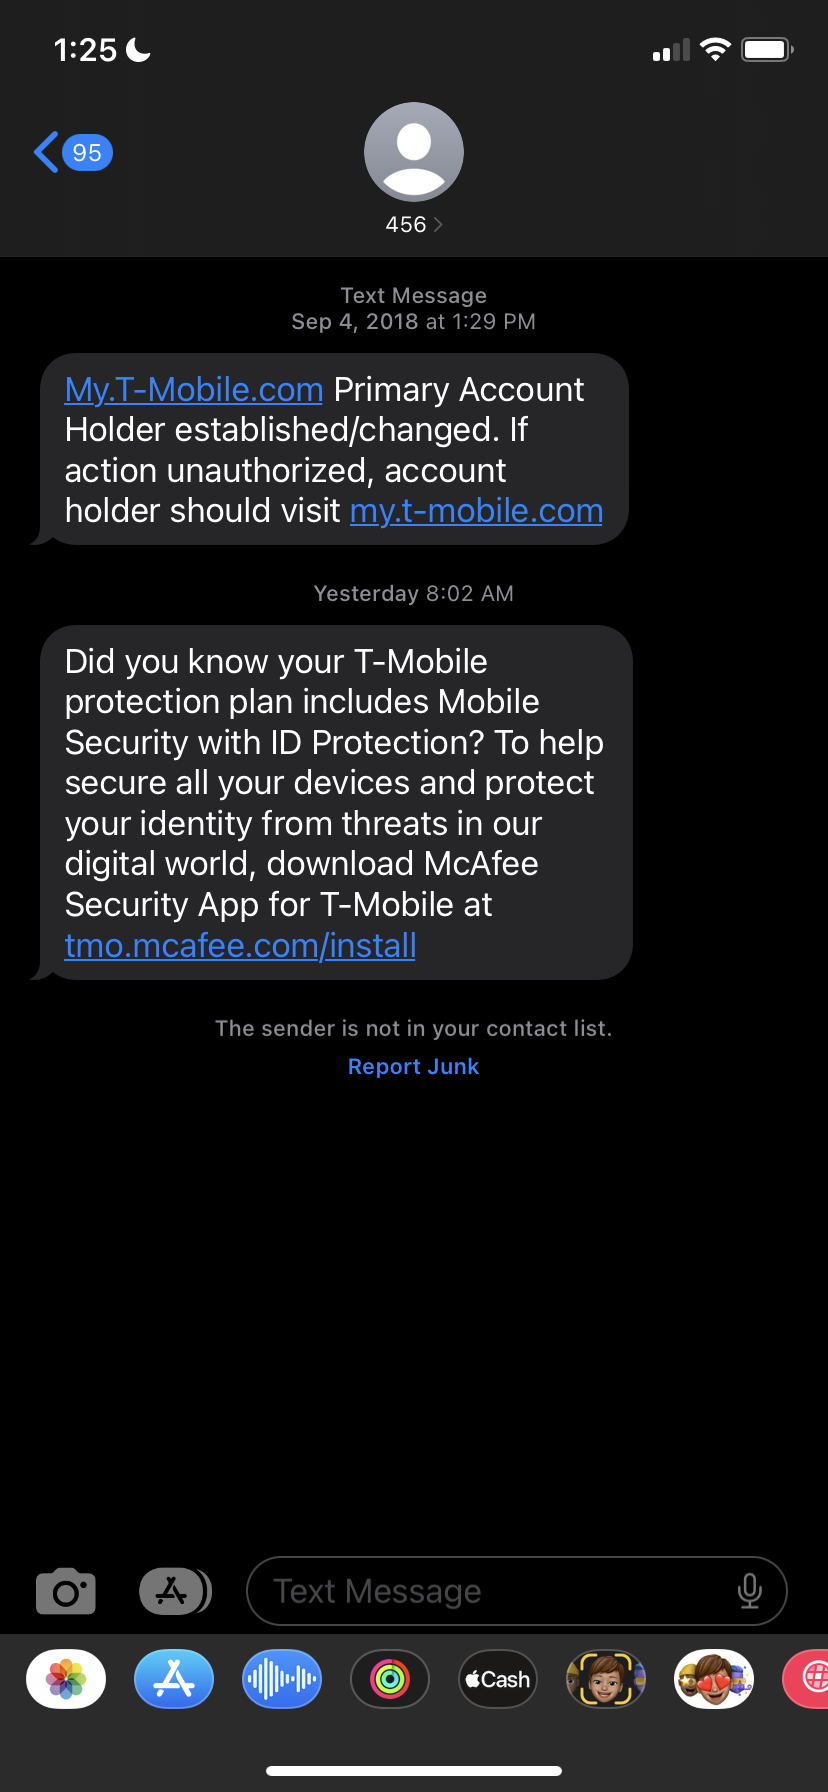 1:25
95
456
Text Message
Sep 4, 2018 at 1:29 PM
My.T-Mobile.com Primary Account
Holder established/changed. If
action unauthorized, account
holder should visit my.t-mobile.com
Yesterday 8:02 AM
Did you know your T-Mobile
protection plan includes Mobile
Security with ID Protection? To help
secure all your devices and protect
your identity from threats in our
digital world, download McAfee
Security App for T-Mobile at
tmo.mcafee.com/install
The sender is not in your contact list.
Report Junk
Text Message
Cash